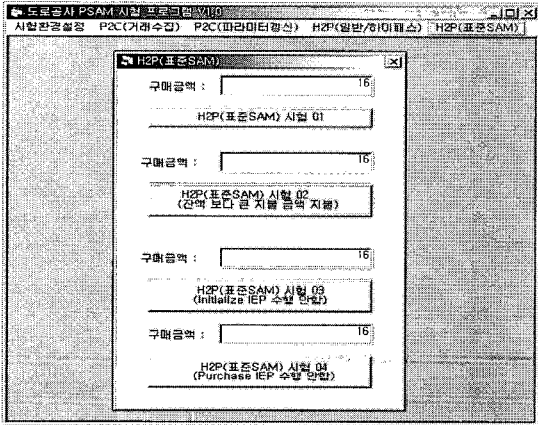 도로공사 PSAM 시험 프로그램 V1.0
시험환경설정 P2C(거래수집) P2C(파라미터갱신) H2P(일반/하이패스) H2P(표준SAM)
H2P(표준SAM)
구매금액 : 16
H2P(표준SAM) 시험 01
구매금액 : 16
H2P(표준SAM) 시험 02
(잔액 보다 큰 지불 금액 지불)
구매금액 : 16
H2P(표준SAM) 시험 03
(Initialize IEP 수행 안함)
구매금액 : 16
H2P(표준SAM) 시험 04
(Purchase IEP 수행 안함)